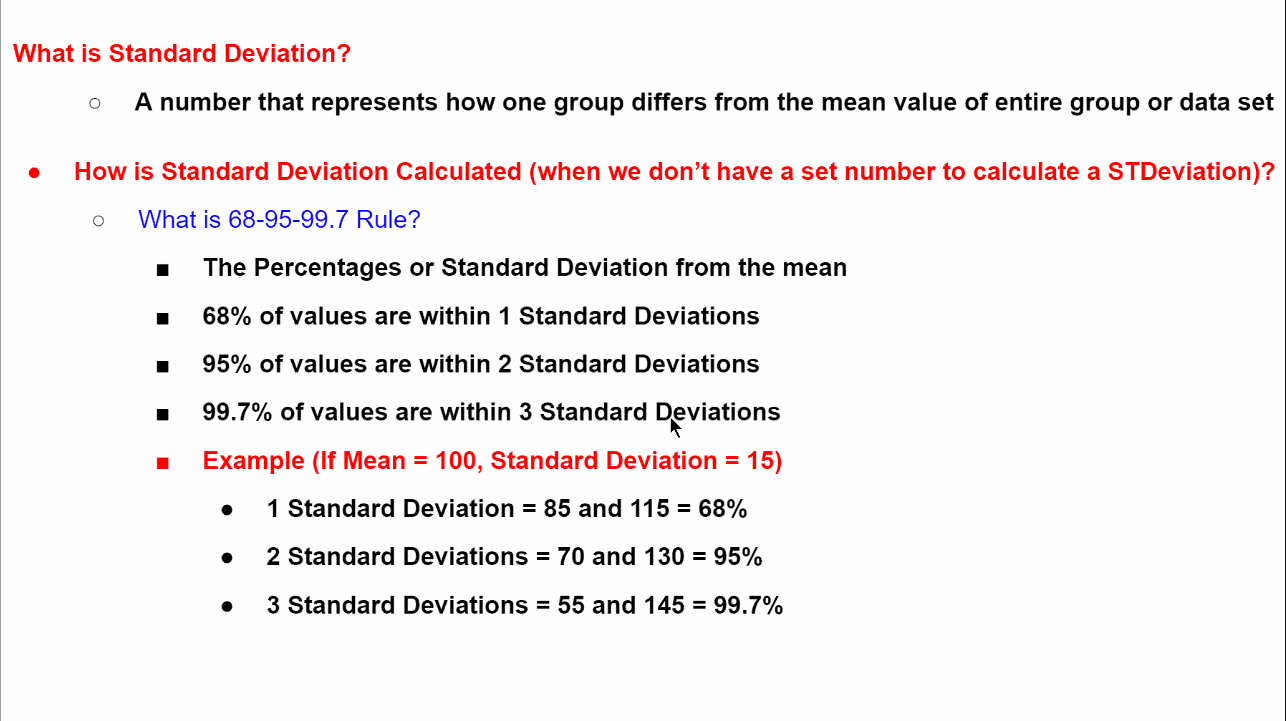 What is Standard Deviation?
○ A number that represents how one group differs from the mean value of entire group or data set
● How is Standard Deviation Calculated (when we don’t have a set number to calculate a STDeviation)?
○ What is 68-95-99.7 Rule?
■ The Percentages or Standard Deviation from the mean
■ 68% of values are within 1 Standard Deviations
■ 95% of values are within 2 Standard Deviations
■ 99.7% of values are within 3 Standard Deviations
■ Example (If Mean = 100, Standard Deviation = 15)
● 1 Standard Deviation = 85 and 115 = 68%
● 2 Standard Deviations = 70 and 130 = 95%
● 3 Standard Deviations = 55 and 145 = 99.7%